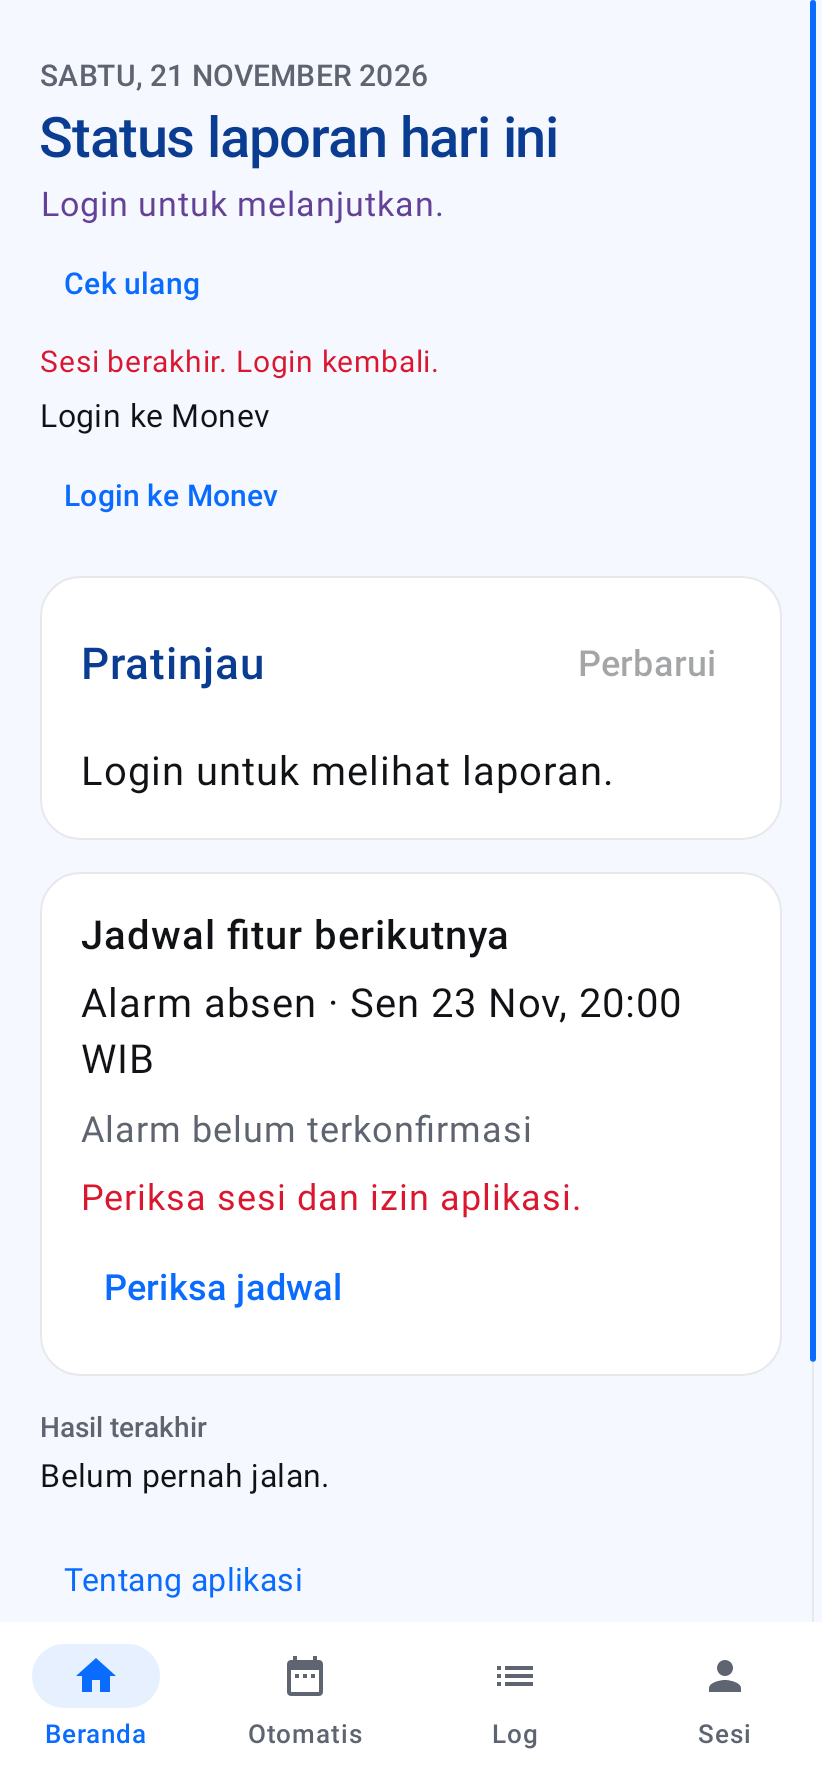 SABTU, 21 NOVEMBER 2026
Status laporan hari ini
Login untuk melanjutkan.
Cek ulang
Sesi berakhir. Login kembali.
Login ke Monev
Login ke Monev
Pratinjau
Perbarui
Login untuk melihat laporan.
Jadwal fitur berikutnya
Alarm absen · Sen 23 Nov, 20:00
WIB
Alarm belum terkonfirmasi
Periksa sesi dan izin aplikasi.
Periksa jadwal
Hasil terakhir
Belum pernah jalan.
Tentang aplikasi
Beranda
Otomatis
Log
Sesi